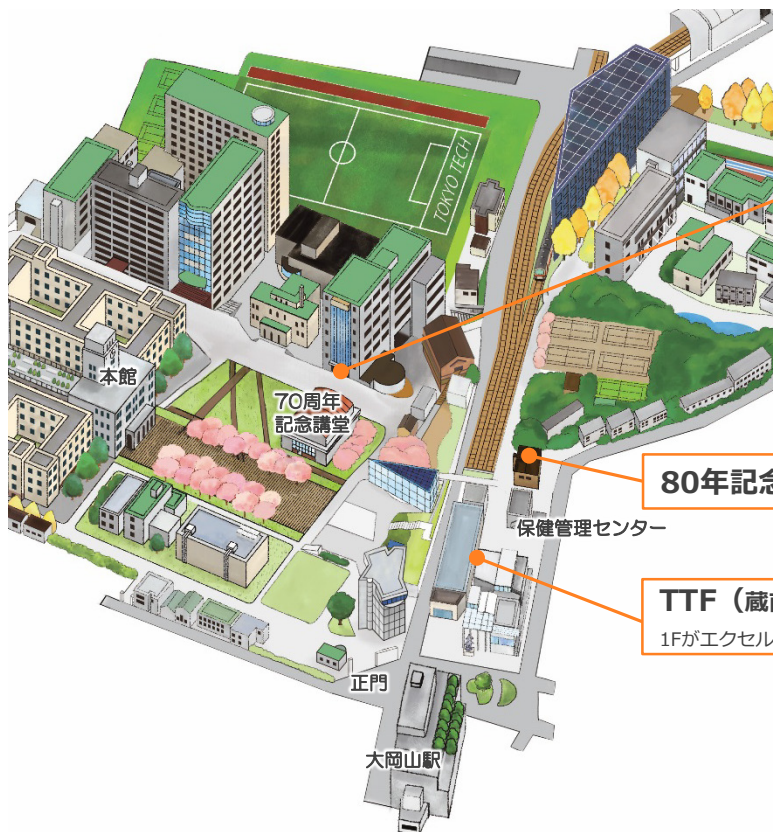 TOKYO TECH
本館
70周年
記念講堂
80年記念
保健管理センター
TTF（蔵前
1Fがエクセル
正門
大岡山駅